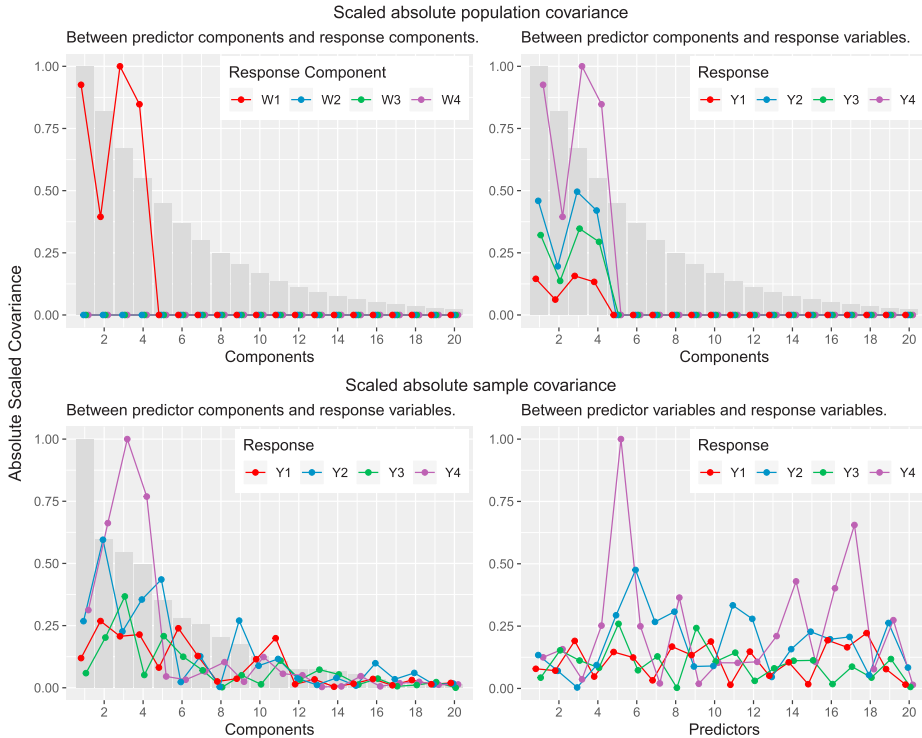 Scaled absolute population covariance
Between predictor components and response components.
Between predictor components and response variables.
Response Component
W1 W2 W3 W4
Response
Y1 Y2 Y3 Y4
1.00
0.75
0.50
0.25
0.00
2 4 6 8 10 12 14 16 18 20
Components
1.00
0.75
0.50
0.25
0.00
2 4 6 8 10 12 14 16 18 20
Components
Absolute Scaled Covariance
Scaled absolute sample covariance
Between predictor components and response variables.
Between predictor variables and response variables.
Response
Y1 Y2 Y3 Y4
Response
Y1 Y2 Y3 Y4
1.00
0.75
0.50
0.25
0.00
2 4 6 8 10 12 14 16 18 20
Components
1.00
0.75
0.50
0.25
0.00
2 4 6 8 10 12 14 16 18 20
Predictors